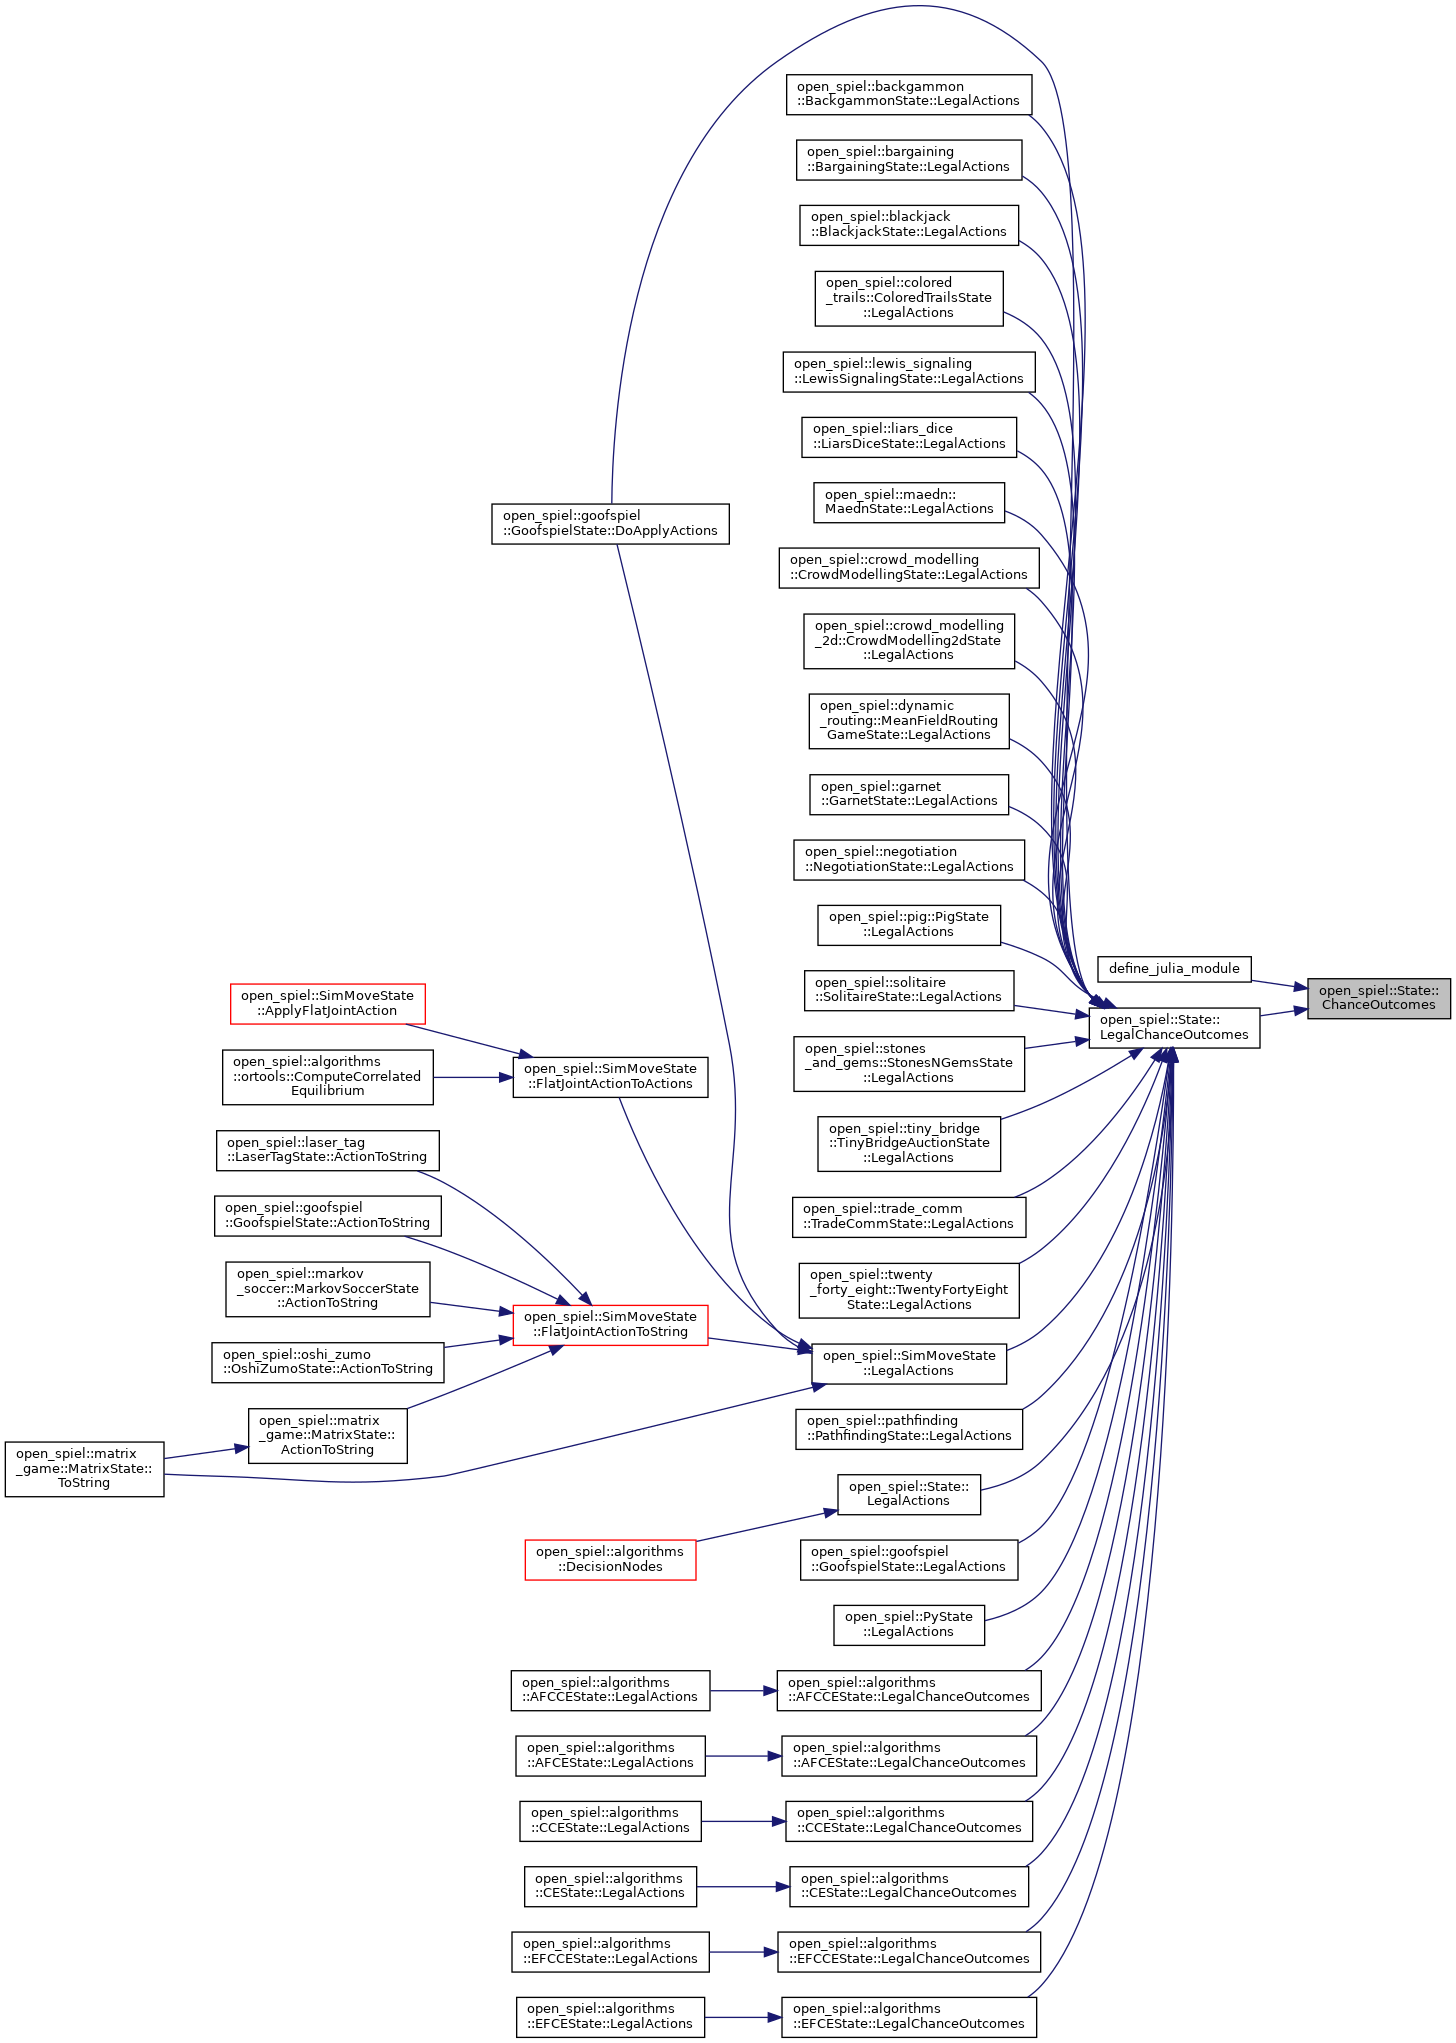 open_spiel::backgammon
::BackgammonState::LegalActions
open_spiel::bargaining
::BargainingState::LegalActions
open_spiel::blackjack
::BlackjackState::LegalActions
open_spiel::colored
_trails::ColoredTrailsState
::LegalActions
open_spiel::lewis_signaling
::LewisSignalingState::LegalActions
open_spiel::liars_dice
::LiarsDiceState::LegalActions
open_spiel::maedn::
MaednState::LegalActions
open_spiel::goofspiel
::GoofspielState::DoApplyActions
open_spiel::crowd_modelling
::CrowdModellingState::LegalActions
open_spiel::crowd_modelling
_2d::CrowdModelling2dState
::LegalActions
open_spiel::dynamic
_routing::MeanFieldRouting
GameState::LegalActions
open_spiel::garnet
::GarnetState::LegalActions
open_spiel::negotiation
::NegotiationState::LegalActions
open_spiel::pig::PigState
::LegalActions
define_julia_module
open_spiel::State::
ChanceOutcomes
open_spiel::solitaire
::SolitaireState::LegalActions
open_spiel::State::
LegalChanceOutcomes
open_spiel::SimMoveState
::ApplyFlatJointAction
open_spiel::stones
_and_gems::StonesNGemsState
::LegalActions
open_spiel::algorithms
::ortools::ComputeCorrelated
Equilibrium
open_spiel::SimMoveState
::FlatJointActionToActions
open_spiel::tiny_bridge
::TinyBridgeAuctionState
::LegalActions
open_spiel::laser_tag
::LaserTagState::ActionToString
open_spiel::trade_comm
::TradeCommState::LegalActions
open_spiel::goofspiel
::GoofspielState::ActionToString
open_spiel::twenty
_forty_eight::TwentyFortyEight
State::LegalActions
open_spiel::markov
_soccer::MarkovSoccerState
::ActionToString
open_spiel::SimMoveState
::FlatJointActionToString
open_spiel::oshi_zumo
::OshiZumoState::ActionToString
open_spiel::SimMoveState
::LegalActions
open_spiel::matrix
_game::MatrixState::
ActionToString
open_spiel::pathfinding
::PathfindingState::LegalActions
open_spiel::matrix
_game::MatrixState::
ToString
open_spiel::State::
LegalActions
open_spiel::algorithms
::DecisionNodes
open_spiel::goofspiel
::GoofspielState::LegalActions
open_spiel::PyState
::LegalActions
open_spiel::algorithms
::AFCCEState::LegalActions
open_spiel::algorithms
::AFCCEState::LegalChanceOutcomes
open_spiel::algorithms
::AFCEState::LegalActions
open_spiel::algorithms
::AFCEState::LegalChanceOutcomes
open_spiel::algorithms
::CCEState::LegalActions
open_spiel::algorithms
::CCEState::LegalChanceOutcomes
open_spiel::algorithms
::CEState::LegalActions
open_spiel::algorithms
::CEState::LegalChanceOutcomes
open_spiel::algorithms
::EFCCEState::LegalActions
open_spiel::algorithms
::EFCCEState::LegalChanceOutcomes
open_spiel::algorithms
::EFCEState::LegalActions
open_spiel::algorithms
::EFCEState::LegalChanceOutcomes